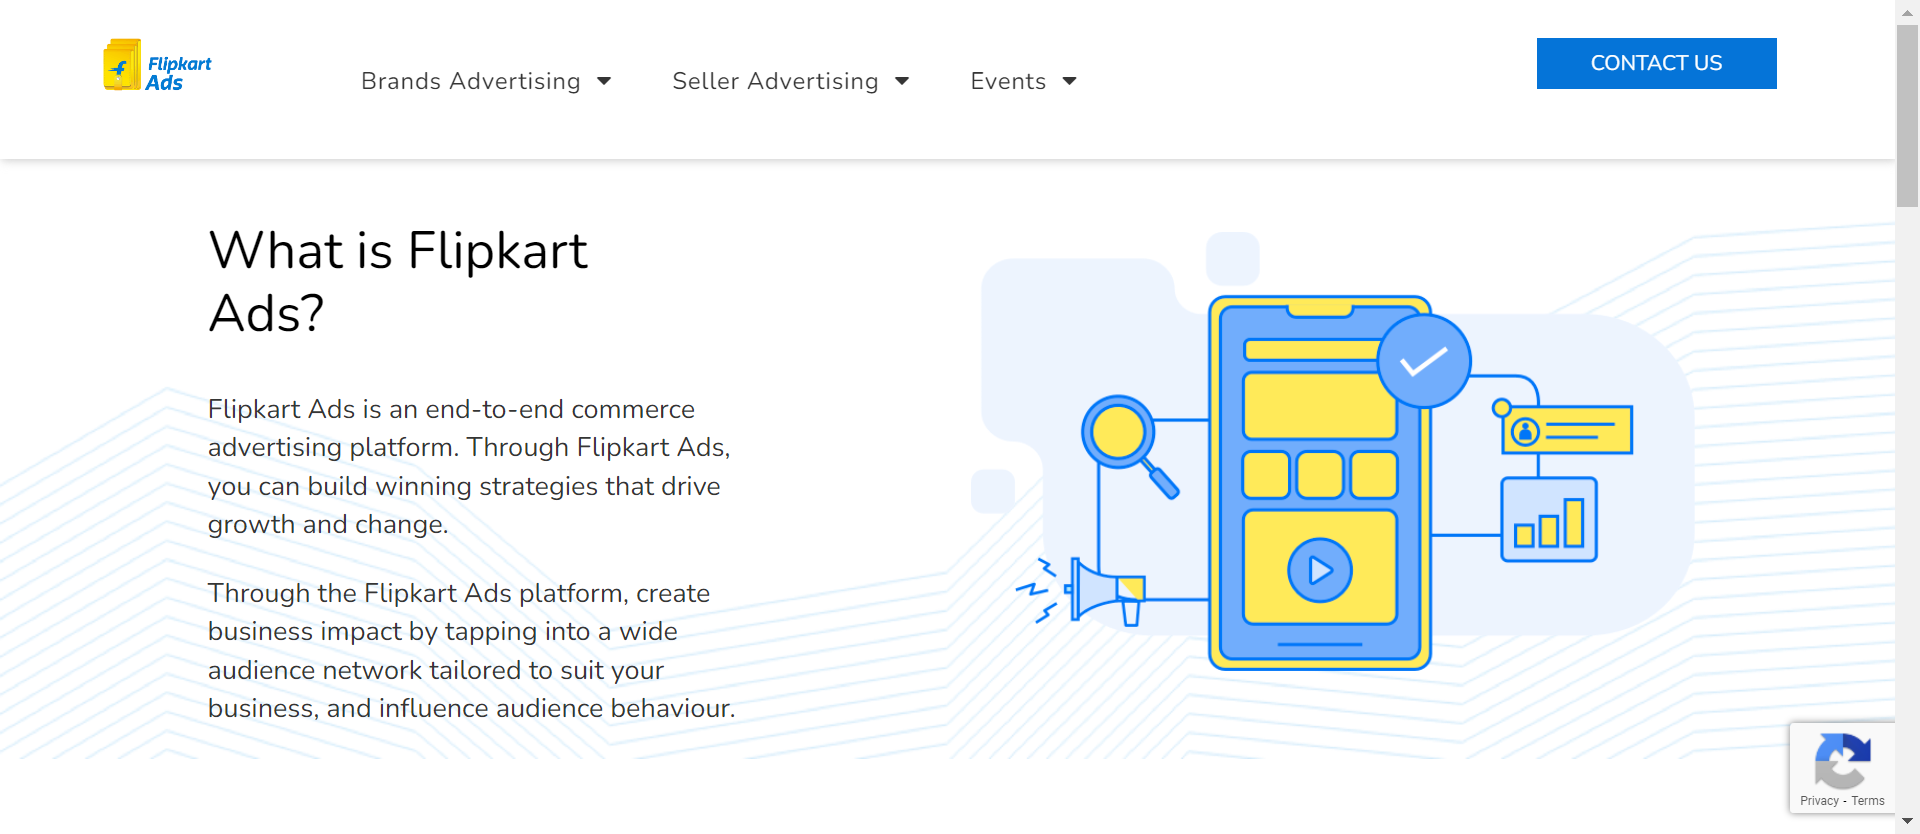 Flipkart
Ads
Brands Advertising
Seller Advertising
Events
CONTACT US
What is Flipkart
Ads?
Flipkart Ads is an end-to-end commerce
advertising platform. Through Flipkart Ads,
you can build winning strategies that drive
growth and change.
Through the Flipkart Ads platform, create
business impact by tapping into a wide
audience network tailored to suit your
business, and influence audience behaviour.
Privacy - Terms